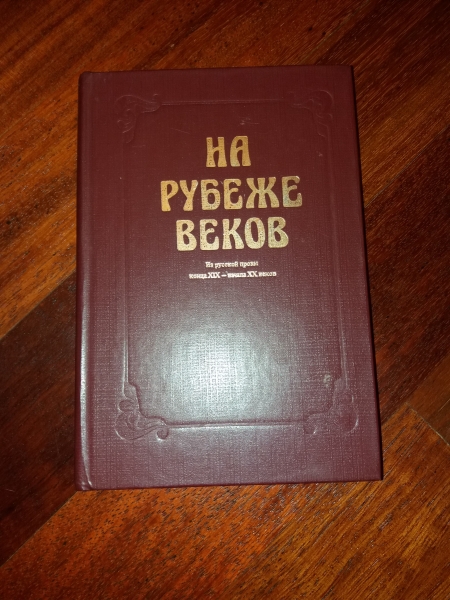 НА
РУБЕЖЕ
ВЕКОВ
Из русской прозы
конца XIX — начала XX веков